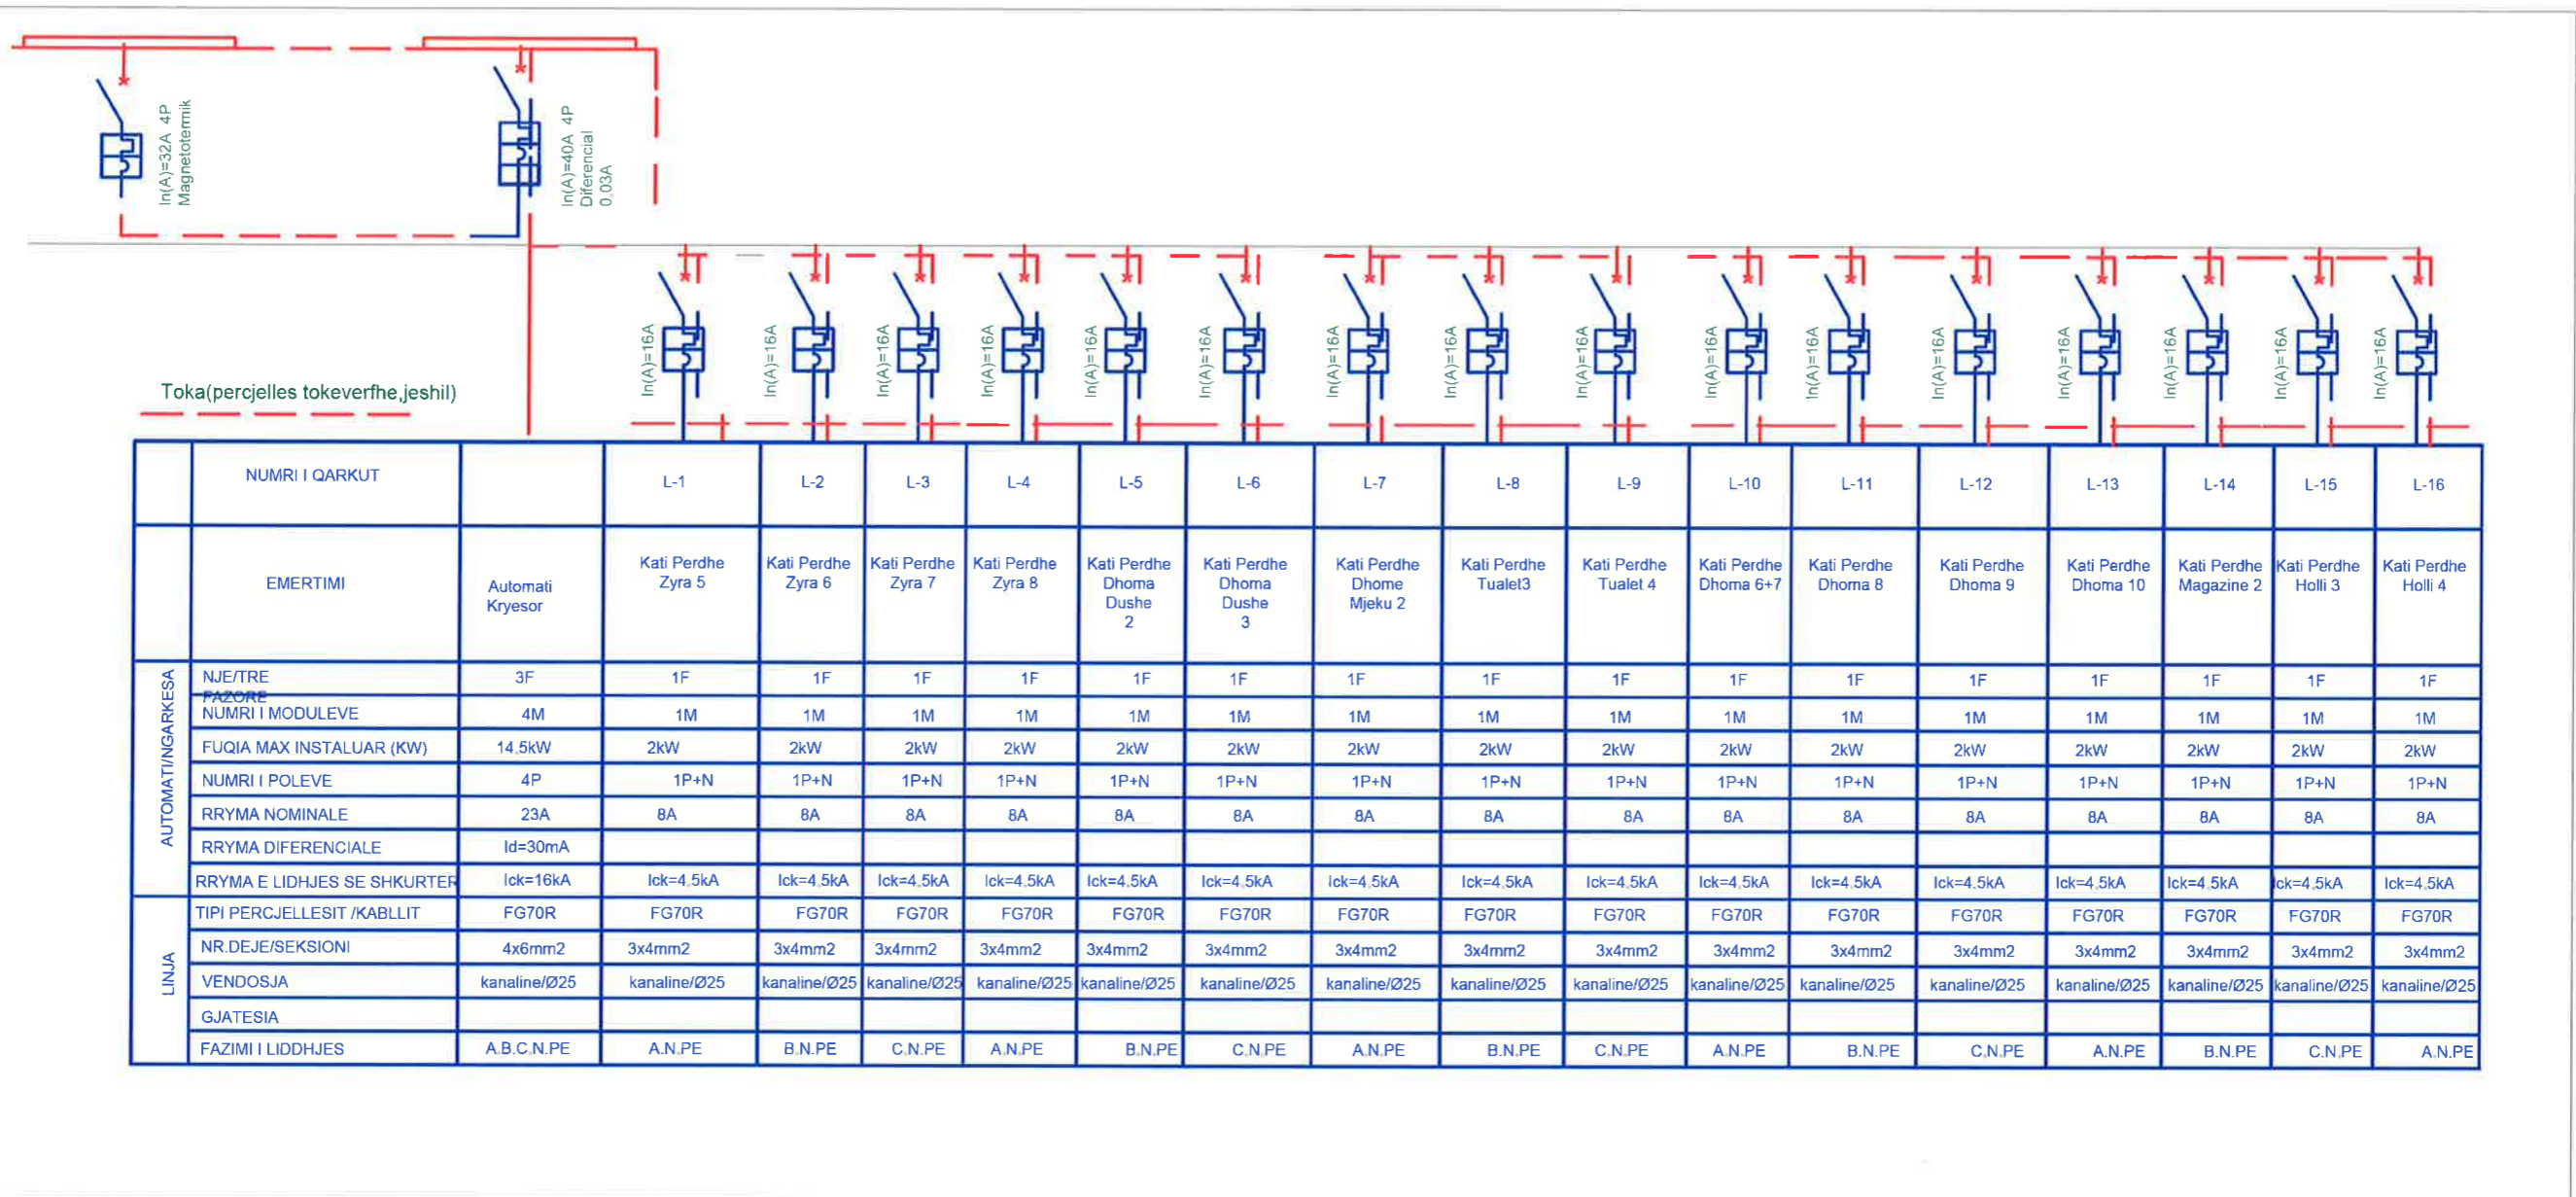 In(A)=32A 4P
Magnetotermik
In(A)=40A 4P
Diferencial
0,03A
In(A)=16A In(A)=16A In(A)=16A In(A)=16A In(A)=16A In(A)=16A In(A)=16A In(A)=16A In(A)=16A In(A)=16A In(A)=16A In(A)=16A In(A)=16A In(A)=16A In(A)=16A In(A)=16A
Toka(percjelles tokeverfhe,jeshil)
NUMRI I QARKUT L-1 L-2 L-3 L-4 L-5 L-6 L-7 L-8 L-9 L-10 L-11 L-12 L-13 L-14 L-15 L-16
EMERTIMI
Automati
Kryesor
Kati Perdhe
Zyra 5
Kati Perdhe
Zyra 6
Kati Perdhe
Zyra 7
Kati Perdhe
Zyra 8
Kati Perdhe
Dhoma
Dushe
2
Kati Perdhe
Dhoma
Dushe
3
Kati Perdhe
Dhome
Mjeku 2
Kati Perdhe
Tualet3
Kati Perdhe
Tualet 4
Kati Perdhe
Dhoma 6+7
Kati Perdhe
Dhoma 8
Kati Perdhe
Dhoma 9
Kati Perdhe
Dhoma 10
Kati Perdhe
Magazine 2
Kati Perdhe
Holli 3
Kati Perdhe
Holli 4
AUTOMATI/NGARKESA
NJE/TRE
FAZORE
3F 1F 1F 1F 1F 1F 1F 1F 1F 1F 1F 1F 1F 1F 1F 1F 1F
NUMRI I MODULEVE 4M 1M 1M 1M 1M 1M 1M 1M 1M 1M 1M 1M 1M 1M 1M 1M 1M
FUQIA MAX INSTALUAR (KW) 14.5kW 2kW 2kW 2kW 2kW 2kW 2kW 2kW 2kW 2kW 2kW 2kW 2kW 2kW 2kW 2kW 2kW
NUMRI I POLEVE 4P 1P+N 1P+N 1P+N 1P+N 1P+N 1P+N 1P+N 1P+N 1P+N 1P+N 1P+N 1P+N 1P+N 1P+N 1P+N 1P+N
RRYMA NOMINALE 23A 8A 8A 8A 8A 8A 8A 8A 8A 8A 8A 8A 8A 8A 8A 8A 8A
RRYMA DIFERENCIALE Id=30mA
RRYMA E LIDHJES SE SHKURTER Ick=16kA Ick=4.5kA Ick=4.5kA Ick=4.5kA Ick=4.5kA Ick=4.5kA Ick=4.5kA Ick=4.5kA Ick=4.5kA Ick=4.5kA Ick=4.5kA Ick=4.5kA Ick=4.5kA Ick=4.5kA Ick=4.5kA Ick=4.5kA Ick=4.5kA
LINJA
TIPI PERCJELLESIT /KABLLIT FG70R FG70R FG70R FG70R FG70R FG70R FG70R FG70R FG70R FG70R FG70R FG70R FG70R FG70R FG70R FG70R FG70R
NR.DEJE/SEKSIONI 4x6mm2 3x4mm2 3x4mm2 3x4mm2 3x4mm2 3x4mm2 3x4mm2 3x4mm2 3x4mm2 3x4mm2 3x4mm2 3x4mm2 3x4mm2 3x4mm2 3x4mm2 3x4mm2 3x4mm2
VENDOSJA kanaline/Ø25 kanaline/Ø25 kanaline/Ø25 kanaline/Ø25 kanaline/Ø25 kanaline/Ø25 kanaline/Ø25 kanaline/Ø25 kanaline/Ø25 kanaline/Ø25 kanaline/Ø25 kanaline/Ø25 kanaline/Ø25 kanaline/Ø25 kanaline/Ø25 kanaline/Ø25 kanaline/Ø25
GJATESIA
FAZIMI I LIDDHJES A.B.C.N.PE A.N.PE B.N.PE C.N.PE A.N.PE B.N.PE C.N.PE A.N.PE B.N.PE C.N.PE A.N.PE B.N.PE C.N.PE A.N.PE B.N.PE C.N.PE A.N.PE